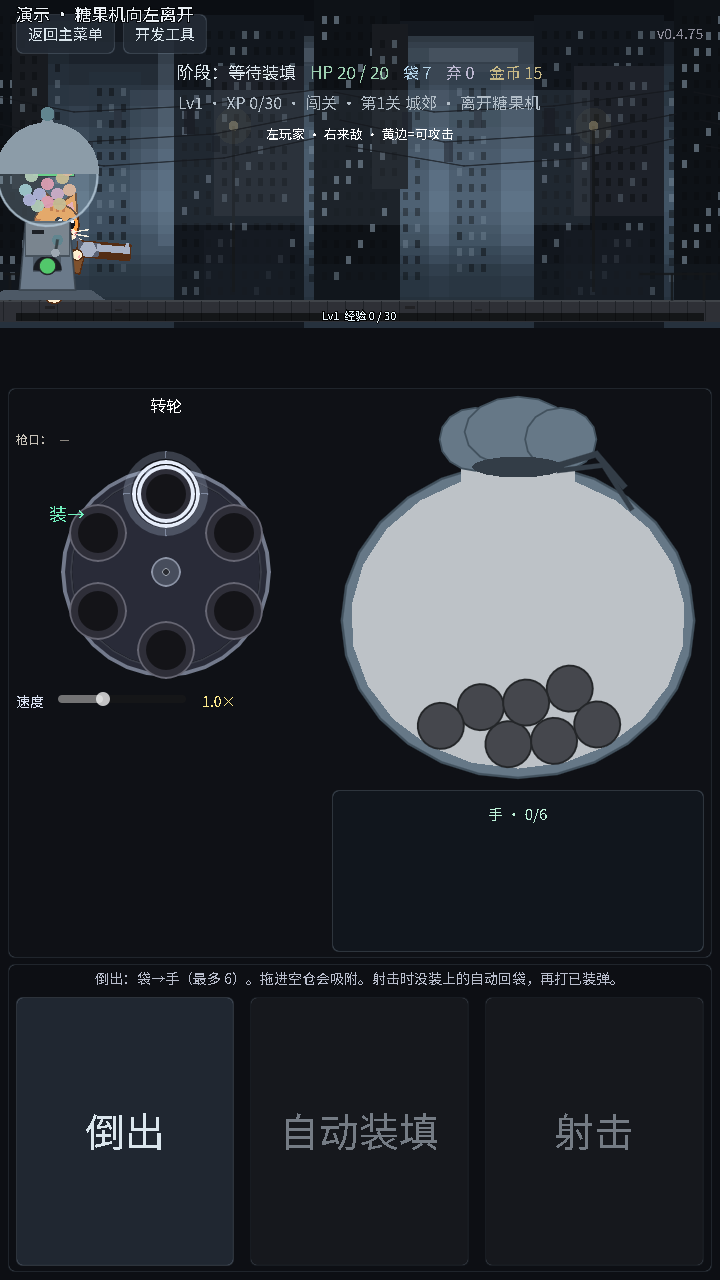 演示 · 糖果机向左离开
返回主菜单 开发工具 v0.4.75
阶段：等待装填 HP 20 / 20 袋 7 弃 0 金币 15
Lv1 · XP 0/30 · 闯关 · 第1关 城郊 · 离开糖果机
左玩家 · 右来敌 · 黄边=可攻击
Lv1 经验 0 / 30
转轮
枪口： —
装→
速度 1.0×
手 · 0/6
倒出：袋→手（最多 6）。拖进空仓会吸附。射击时没装上的自动回袋，再打已装弹。
倒出 自动装填 射击